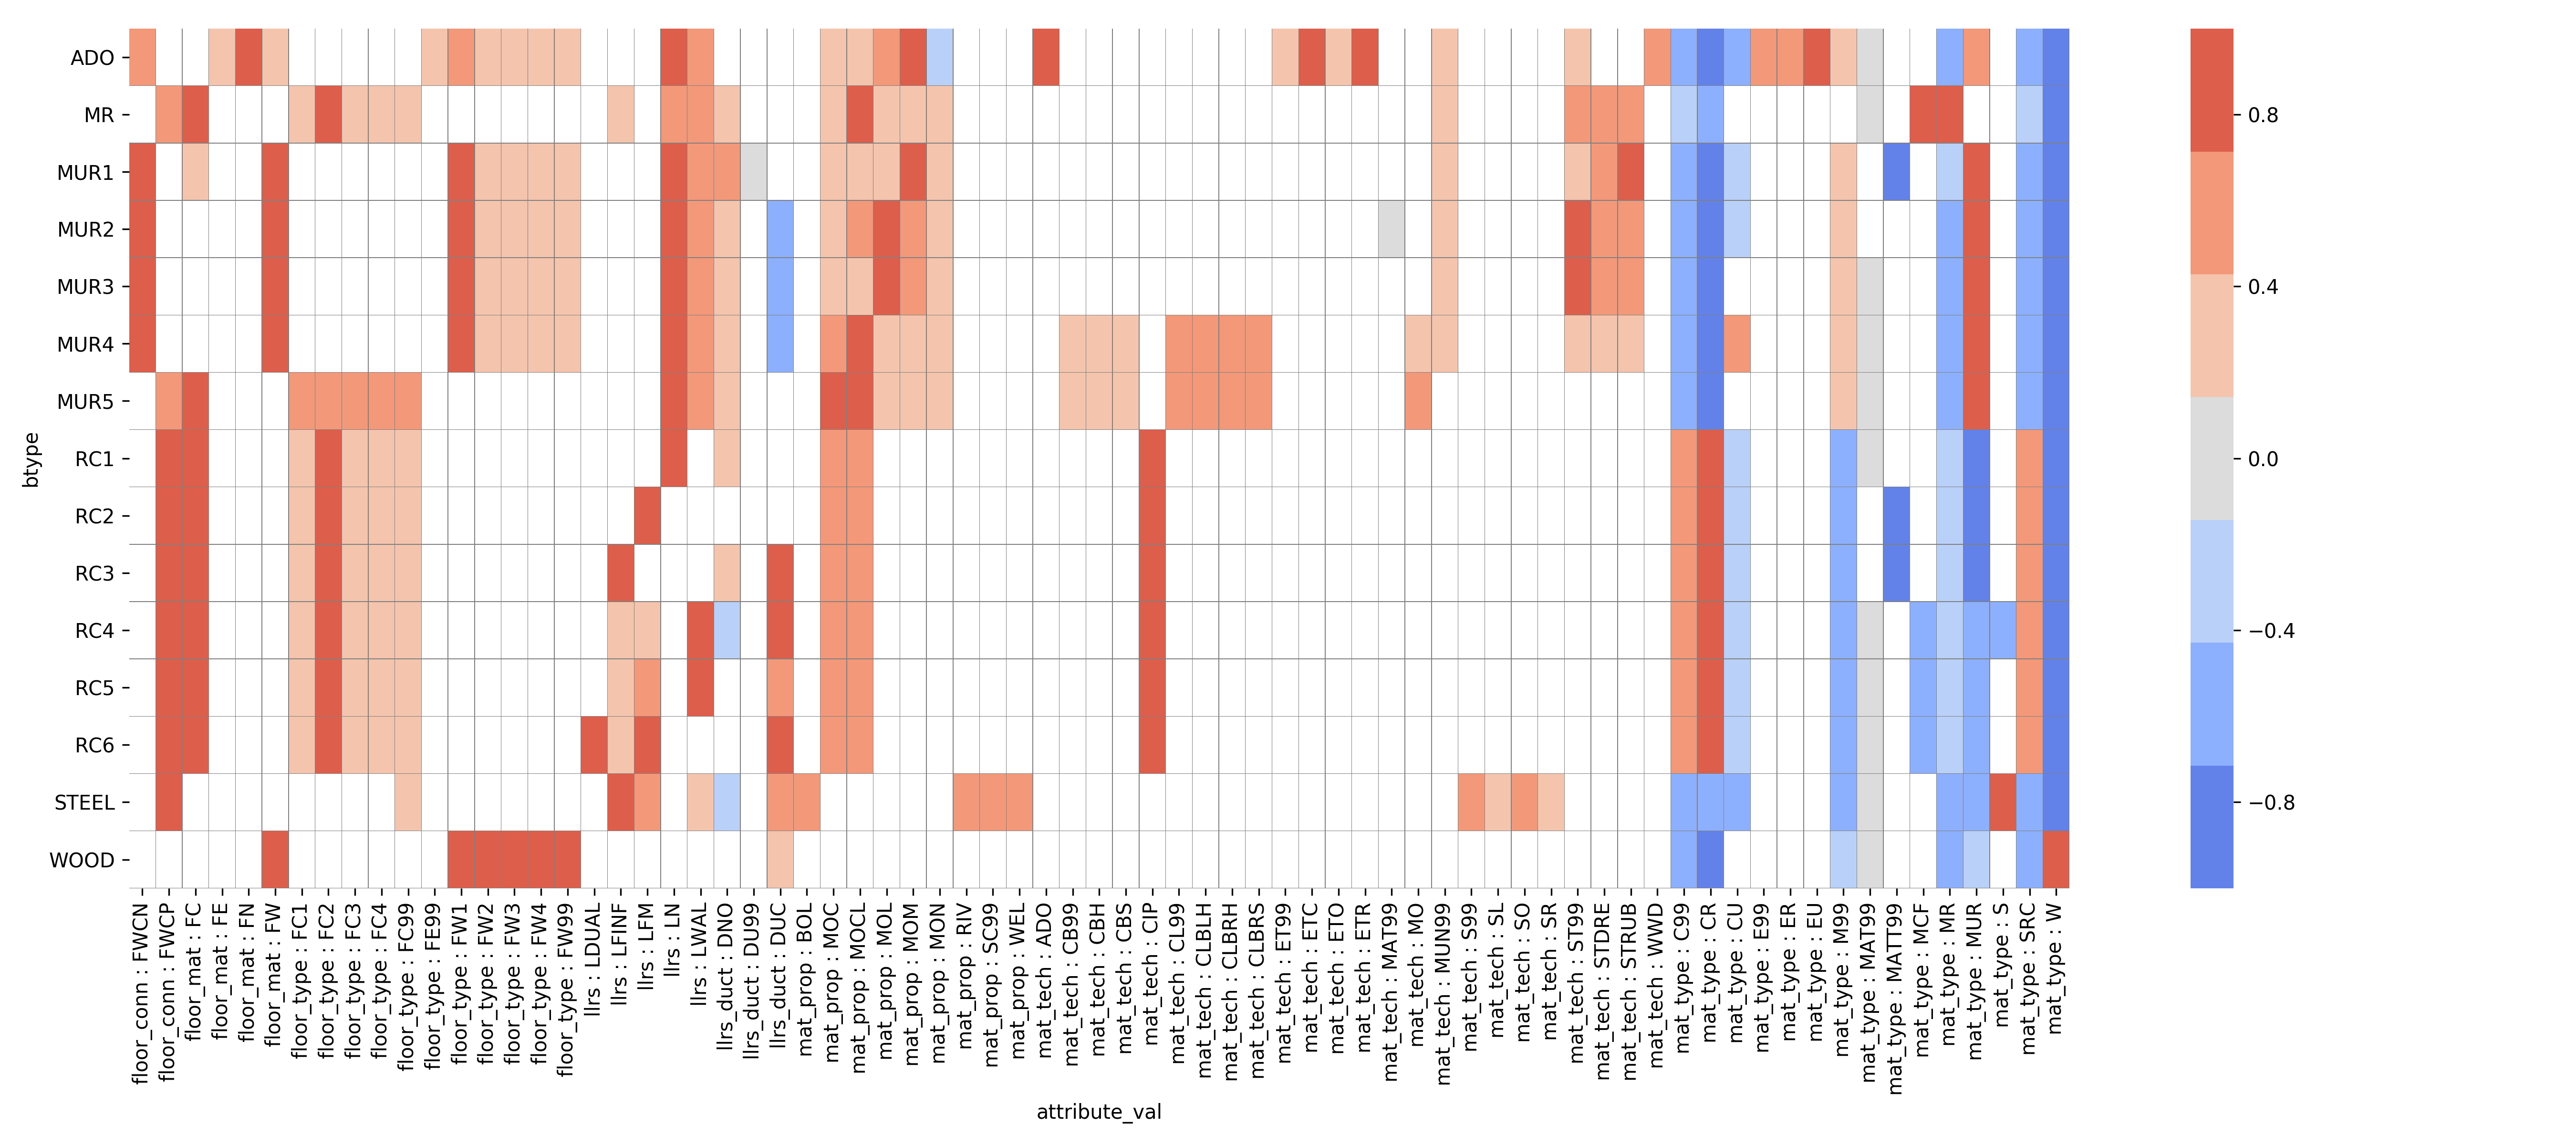 btype
ADO
MR
MUR1
MUR2
MUR3
MUR4
MUR5
RC1
RC2
RC3
RC4
RC5
RC6
STEEL
WOOD
floor_conn : FWCN
floor_conn : FWCP
floor_mat : FC
floor_mat : FE
floor_mat : FN
floor_mat : FW
floor_type : FC1
floor_type : FC2
floor_type : FC3
floor_type : FC4
floor_type : FC99
floor_type : FE99
floor_type : FW1
floor_type : FW2
floor_type : FW3
floor_type : FW4
floor_type : FW99
llrs : LDUAL
llrs : LFINF
llrs : LFM
llrs : LN
llrs : LWAL
llrs_duct : DNO
llrs_duct : DU99
llrs_duct : DUC
mat_prop : BOL
mat_prop : MOC
mat_prop : MOCL
mat_prop : MOL
mat_prop : MOM
mat_prop : MON
mat_prop : RIV
mat_prop : SC99
mat_prop : WEL
mat_tech : ADO
mat_tech : CB99
mat_tech : CBH
mat_tech : CBS
mat_tech : CIP
mat_tech : CL99
mat_tech : CLBLH
mat_tech : CLBRH
mat_tech : CLBRS
mat_tech : ET99
mat_tech : ETC
mat_tech : ETO
mat_tech : ETR
mat_tech : MAT99
mat_tech : MO
mat_tech : MUN99
mat_tech : S99
mat_tech : SL
mat_tech : SO
mat_tech : SR
mat_tech : ST99
mat_tech : STDRE
mat_tech : STRUB
mat_tech : WWD
mat_type : C99
mat_type : CR
mat_type : CU
mat_type : E99
mat_type : ER
mat_type : EU
mat_type : M99
mat_type : MAT99
mat_type : MATT99
mat_type : MCF
mat_type : MR
mat_type : MUR
mat_type : S
mat_type : SRC
mat_type : W
attribute_val
0.8
0.4
0.0
−0.4
−0.8